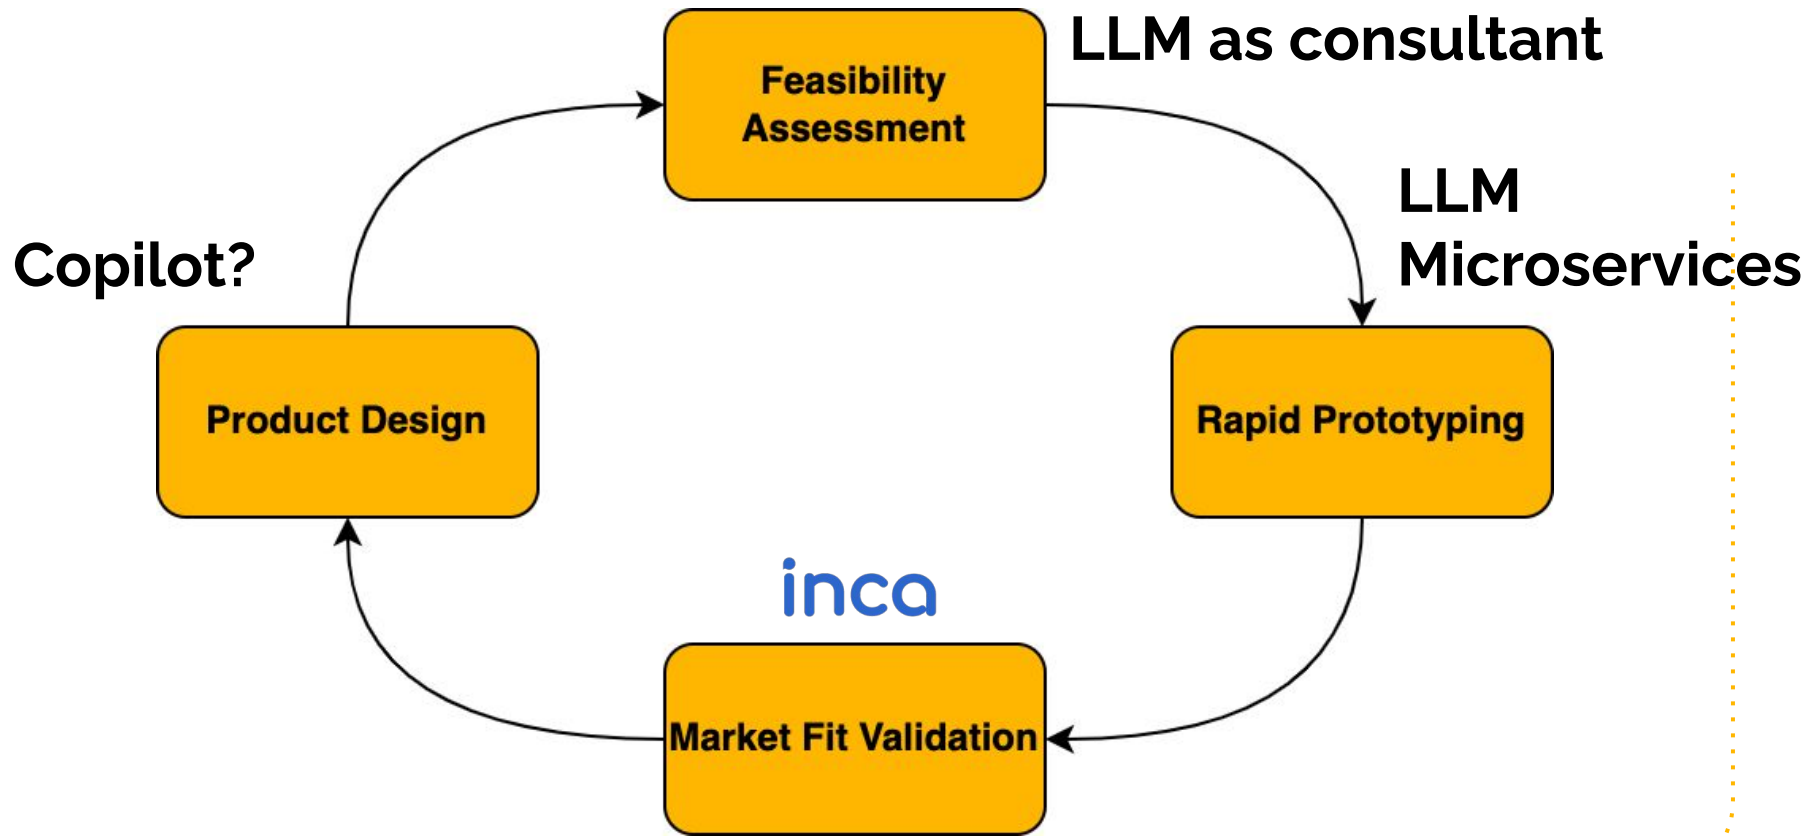 Feasibility
Assessment
LLM as consultant
LLM
Microservices
Copilot?
Product Design
Rapid Prototyping
inca
Market Fit Validation